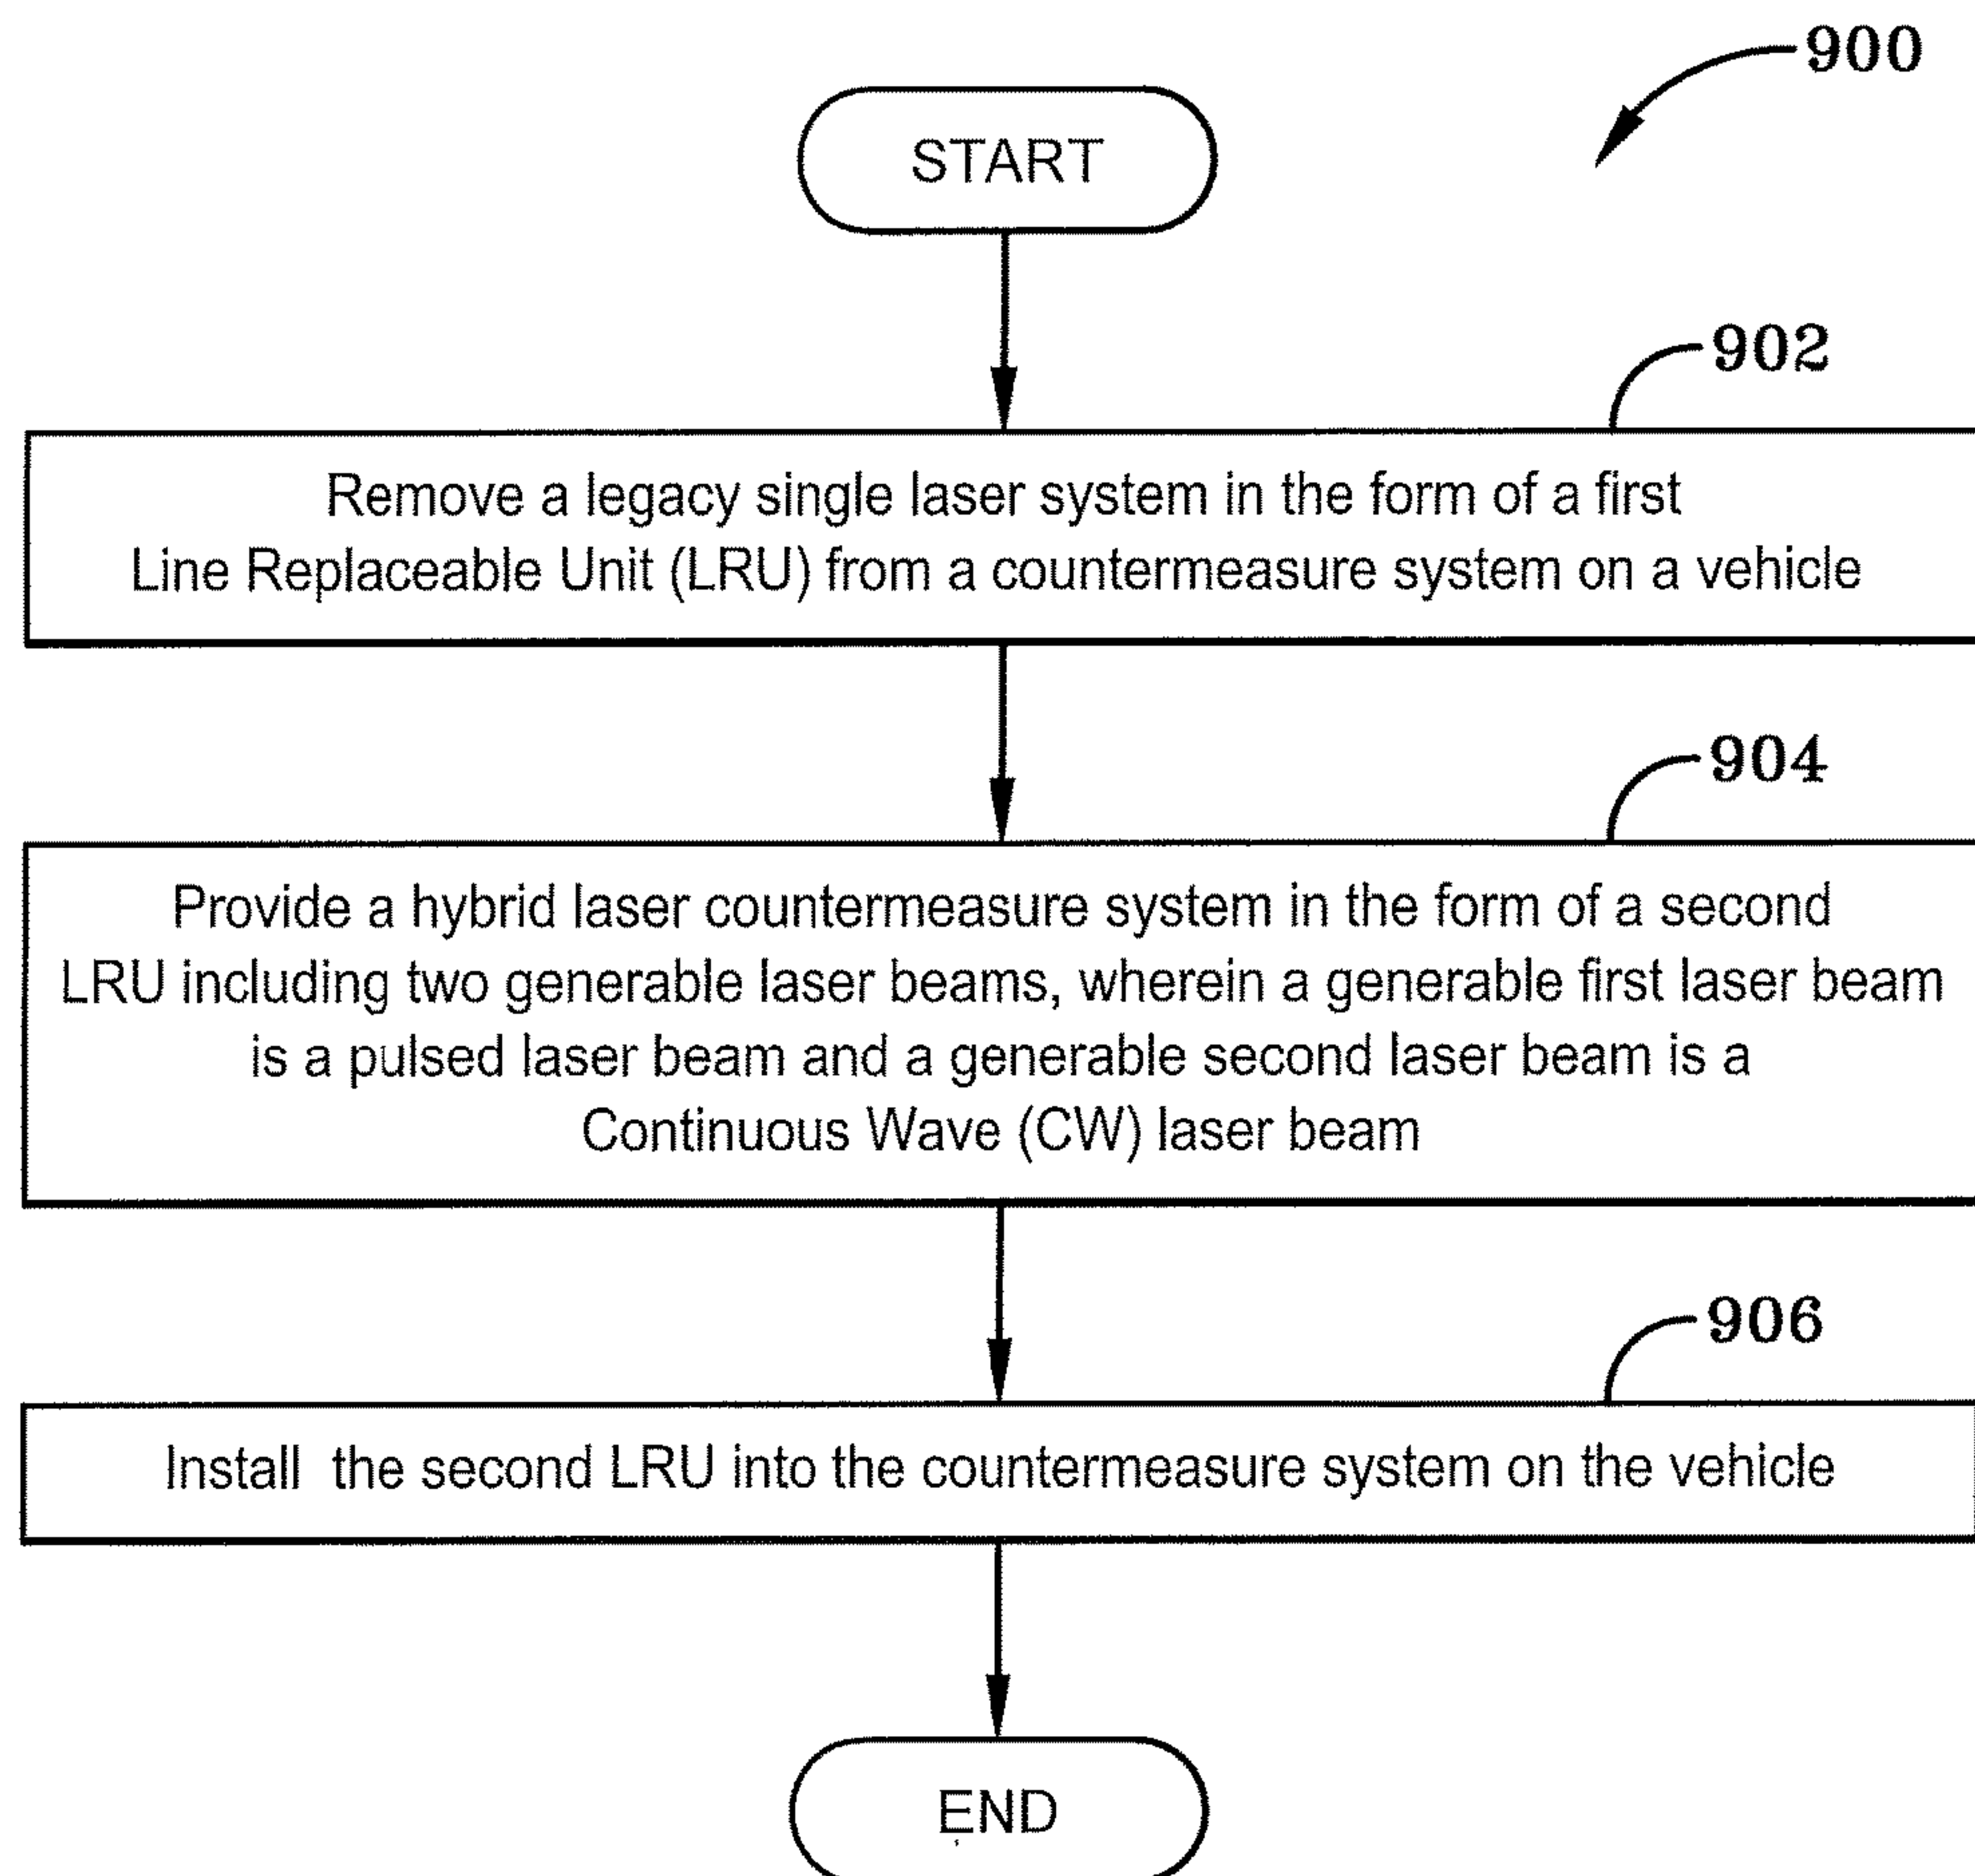 900
START
902
Remove a legacy single laser system in the form of a first
Line Replaceable Unit (LRU) from a countermeasure system on a vehicle
904
Provide a hybrid laser countermeasure system in the form of a second
LRU including two generable laser beams, wherein a generable first laser beam
is a pulsed laser beam and a generable second laser beam is a
Continuous Wave (CW) laser beam
906
Install the second LRU into the countermeasure system on the vehicle
END